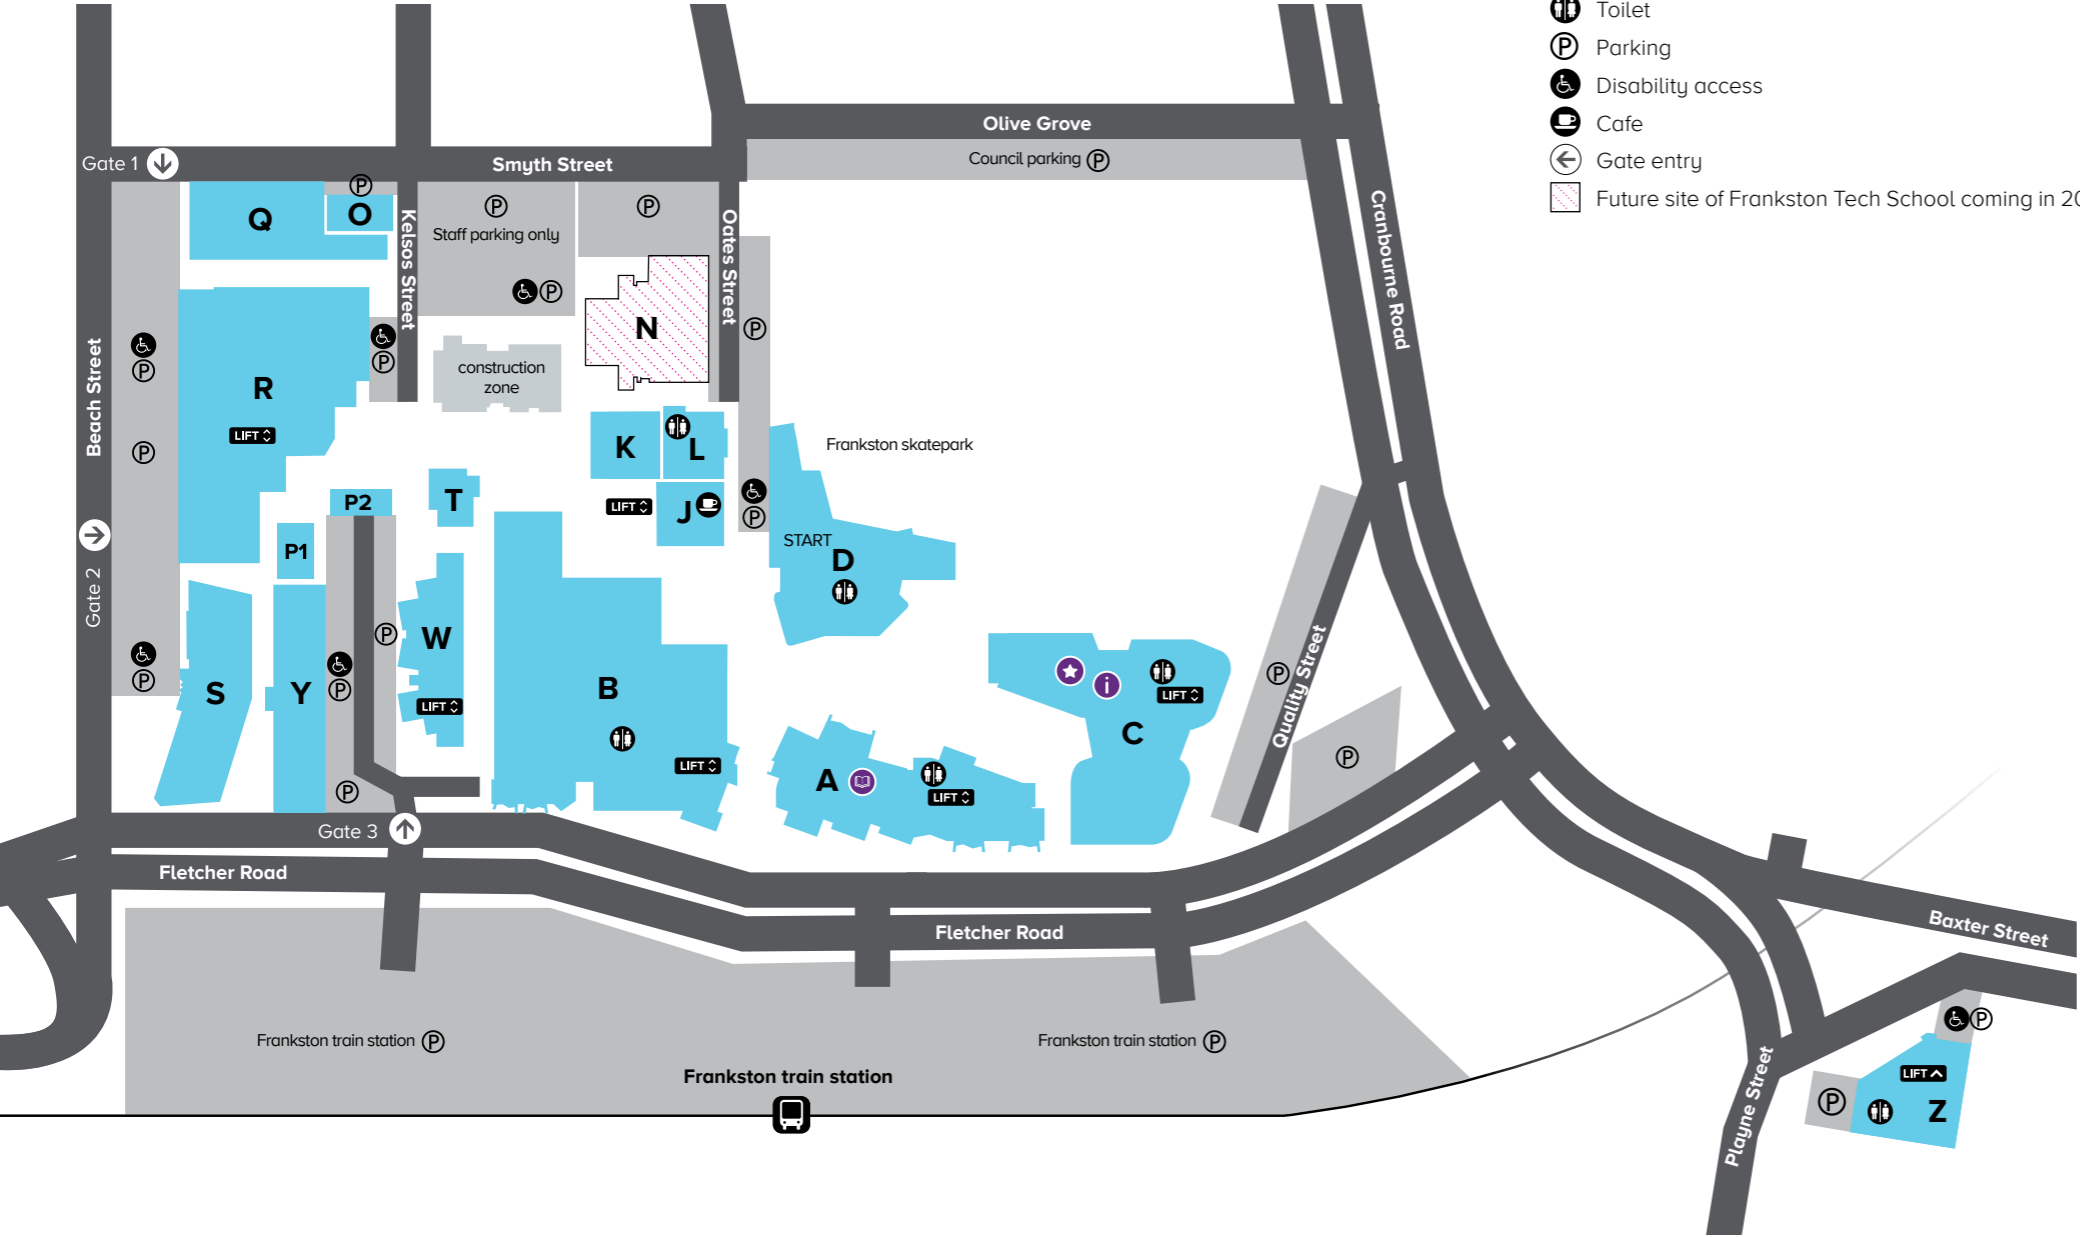 Toilet
Parking
Disability access
Cafe
Gate entry
Future site of Frankston Tech School coming in 20
Olive Grove
Council parking P
Gate 1
Smyth Street
Q
P
O
Kelsos Street
P
Staff parking only
P
P
Oates Street
N
P
Cranbourne Road
Beach Street
P
P
R
LIFT
P
construction
zone
K
L
Frankston skatepark
LIFT
J
P
P2
T
P1
START
D
Gate 2
P
S
Y
P
P
W
LIFT
B
LIFT
P
A
LIFT
i
LIFT
C
P
Quality Street
P
Gate 3
Fletcher Road
Fletcher Road
Baxter Street
Frankston train station P
Frankston train station P
Frankston train station
Playne Street
P
LIFT
P
Z